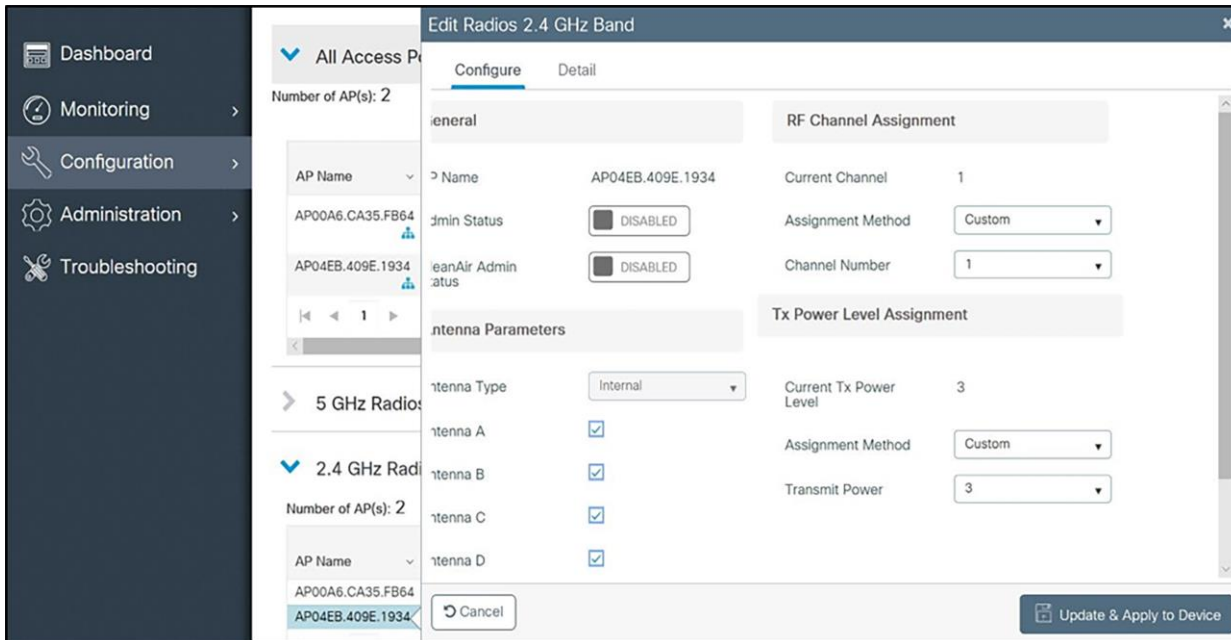 Edit Radios 2.4 GHz Band
Dashboard
Monitoring
Configuration
Administration
Troubleshooting
All Access Po
Number of AP(s): 2
AP Name
AP00A6.CA35.FB64
AP04EB.409E.1934
1
5 GHz Radios
2.4 GHz Radi
Number of AP(s): 2
AP Name
AP00A6.CA35.FB64
AP04EB.409E.1934
Configure Detail
eneral
P Name AP04EB.409E.1934
dmin Status DISABLED
leanAir Admin
tatus DISABLED
ntenna Parameters
ntenna Type Internal
ntenna A
ntenna B
ntenna C
ntenna D
RF Channel Assignment
Current Channel 1
Assignment Method Custom
Channel Number 1
Tx Power Level Assignment
Current Tx Power
Level 3
Assignment Method Custom
Transmit Power 3
Cancel
Update & Apply to Device